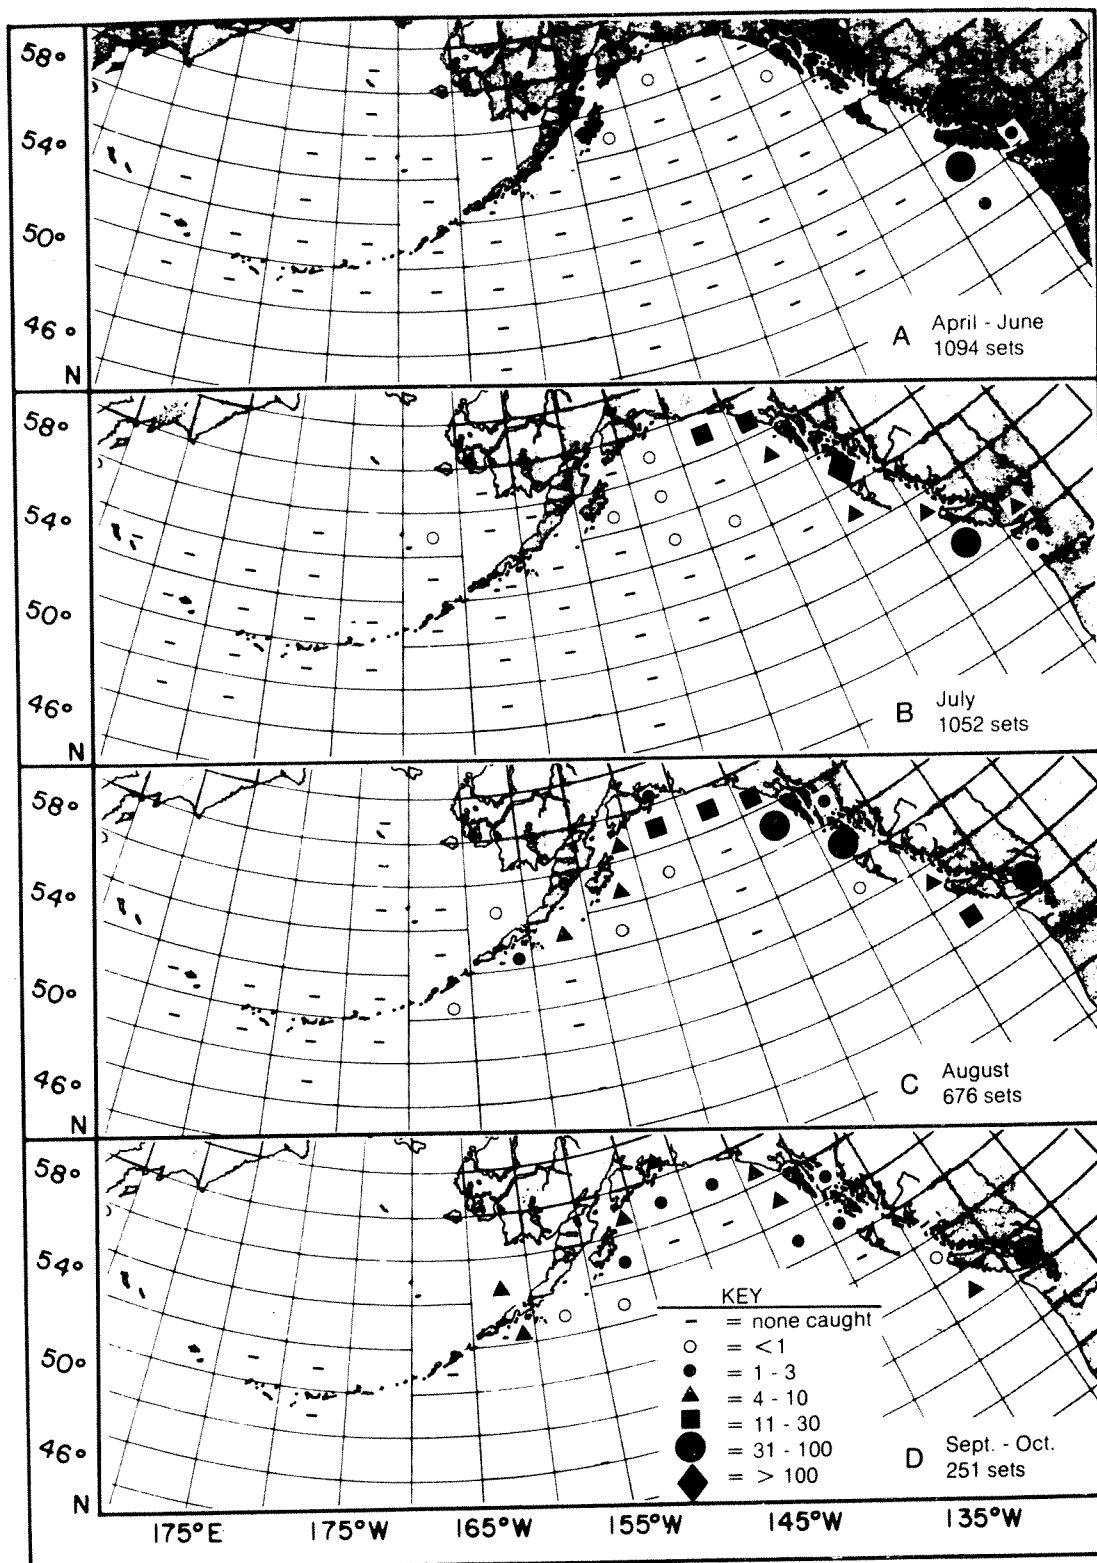 58°
54°
50°
46°
N
A April - June
1094 sets
58°
54°
50°
46°
N
B July
1052 sets
58°
54°
50°
46°
N
C August
676 sets
58°
54°
50°
46°
N
KEY
– = none caught
○ = <1
● = 1 - 3
▲ = 4 - 10
■ = 11 - 30
● = 31 - 100
◆ = > 100
D Sept. - Oct.
251 sets
175°E 175°W 165°W 155°W 145°W 135°W